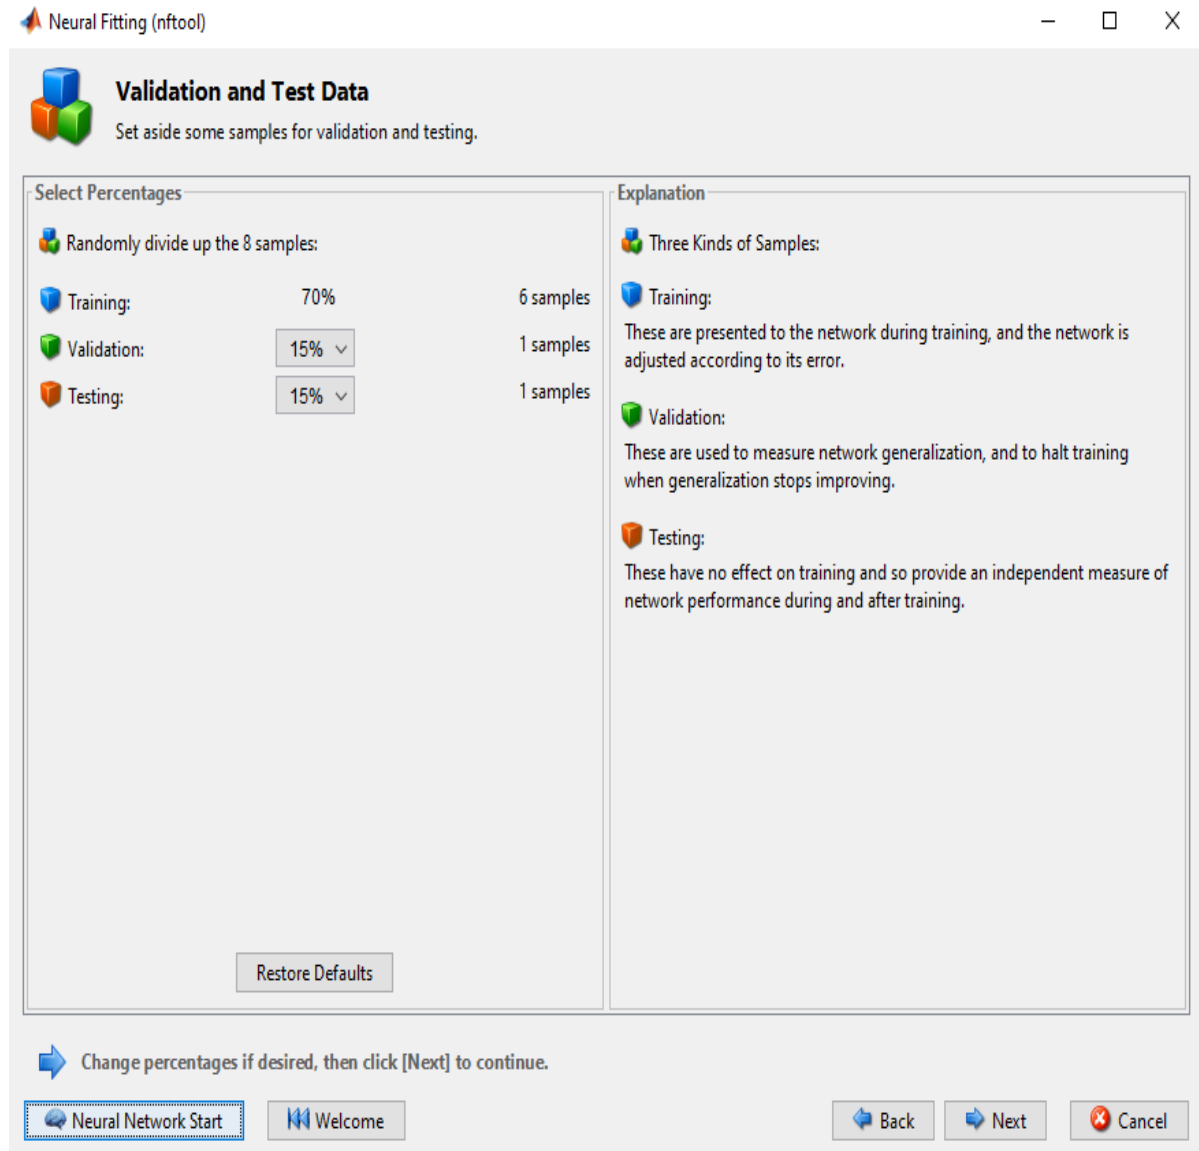 Neural Fitting (nftool)
Validation and Test Data
Set aside some samples for validation and testing.
Select Percentages
Randomly divide up the 8 samples:
Training: 70% 6 samples
Validation: 15% 1 samples
Testing: 15% 1 samples
Restore Defaults
Explanation
Three Kinds of Samples:
Training:
These are presented to the network during training, and the network is
adjusted according to its error.
Validation:
These are used to measure network generalization, and to halt training
when generalization stops improving.
Testing:
These have no effect on training and so provide an independent measure of
network performance during and after training.
Change percentages if desired, then click [Next] to continue.
Neural Network Start Welcome Back Next Cancel